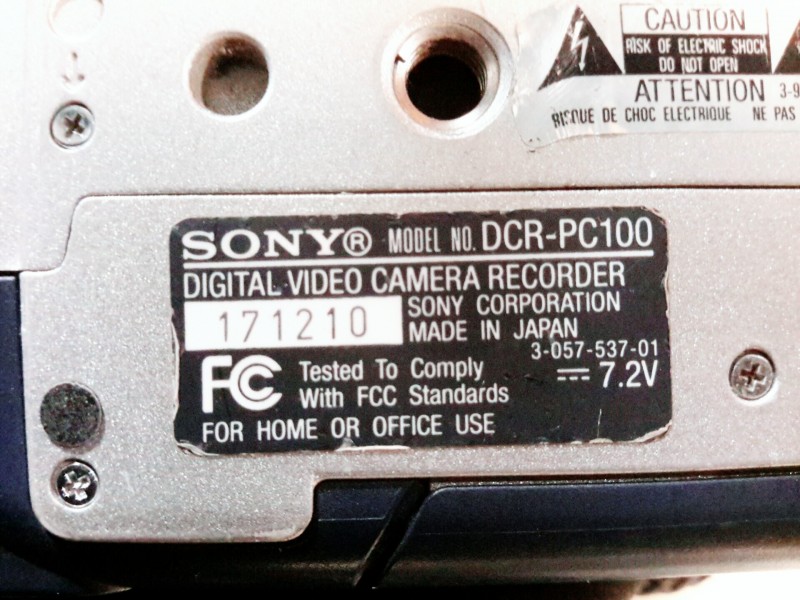 CAUTION
RISK OF ELECTRIC SHOCK
DO NOT OPEN
ATTENTION 3-9
RISQUE DE CHOC ELECTRIQUE NE PAS
SONY® MODEL NO. DCR-PC100
DIGITAL VIDEO CAMERA RECORDER
171210
SONY CORPORATION
MADE IN JAPAN
3-057-537-01
7.2V
FC Tested To Comply
With FCC Standards
FOR HOME OR OFFICE USE